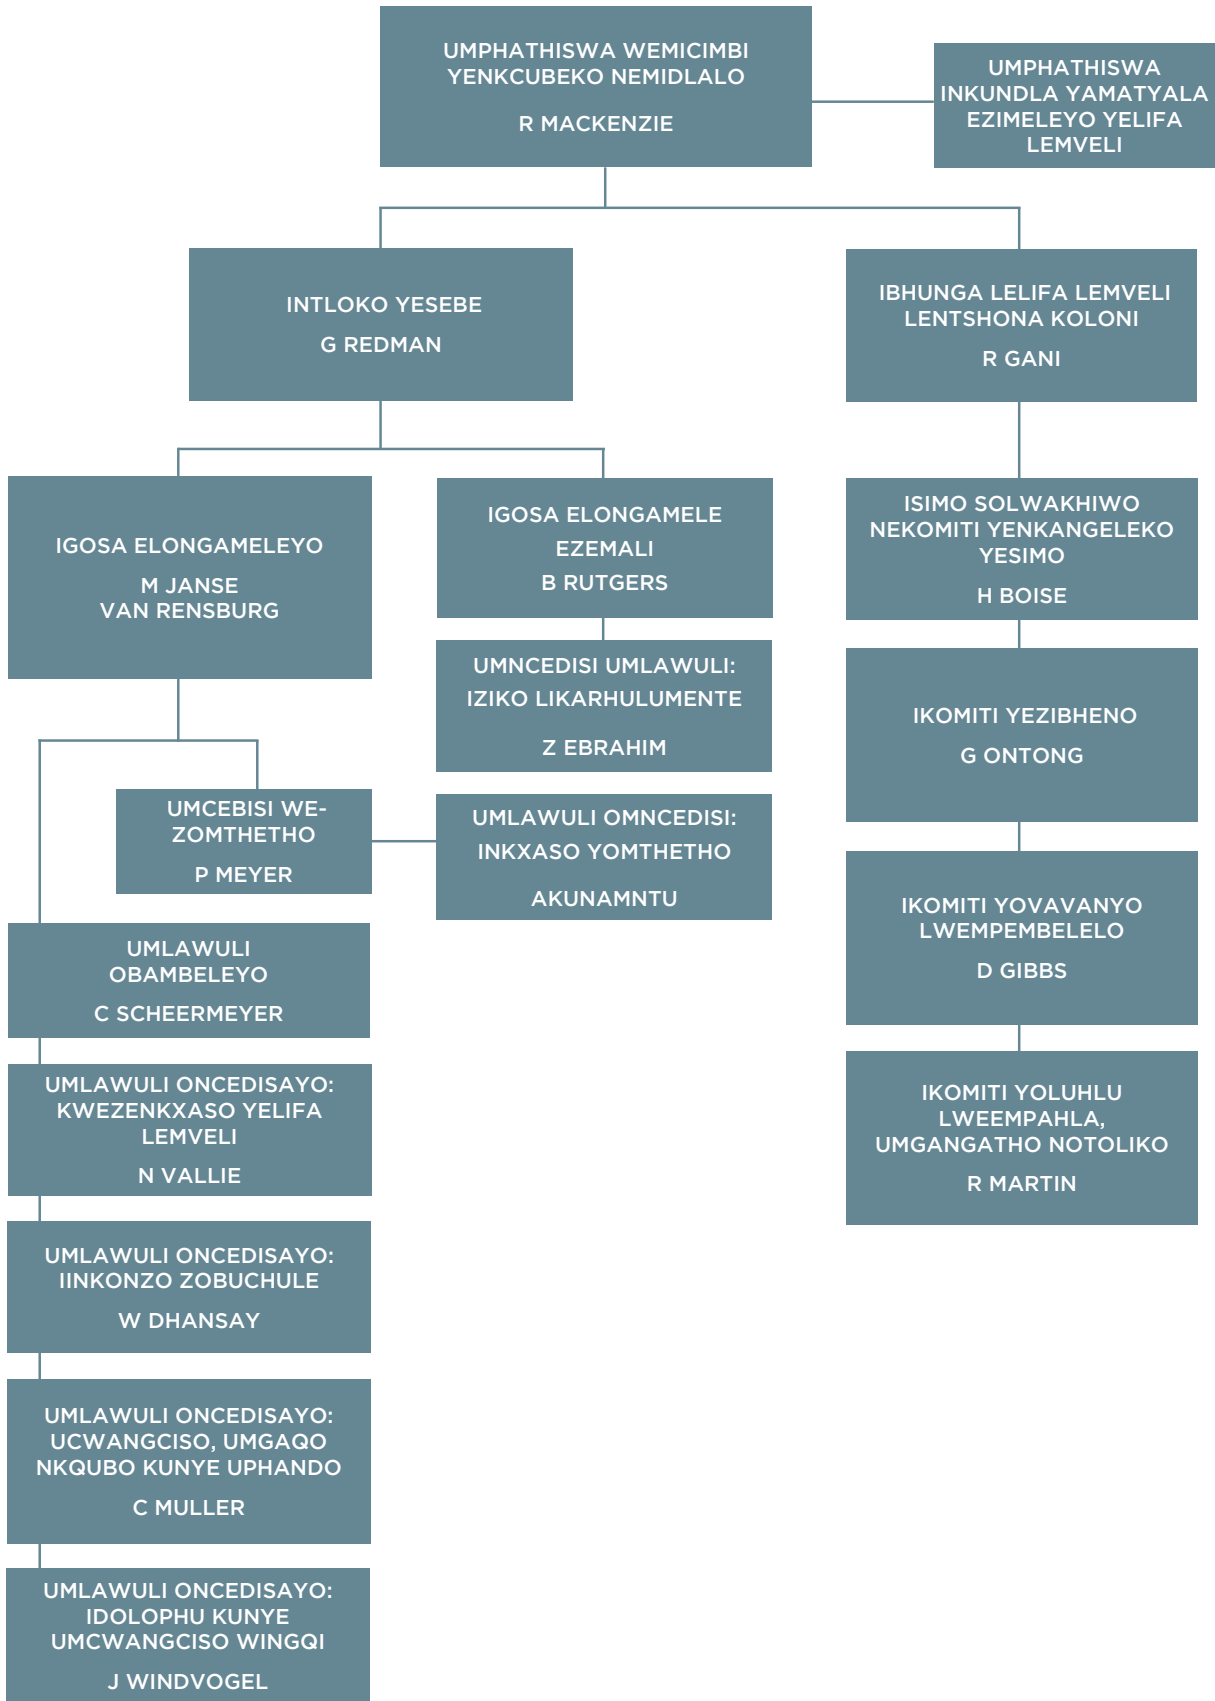 UMPHATHISWA WEMICIMBI
YENKCUBEKO NEMIDLALO
R MACKENZIE
UMPHATHISWA
INKUNDLA YAMATYALA
EZIMELEYO YELIFA
LEMVELI
INTLOKO YESEBE
G REDMAN
IBHUNGA LELIFA LEMVELI
LENTSHONA KOLONI
R GANI
IGOSA ELONGAMELEYO
M JANSE
VAN RENSBURG
IGOSA ELONGAMELE
EZEMALI
B RUTGERS
ISIMO SOLWAKHIWO
NEKOMITI YENKANGELEKO
YESIMO
H BOISE
UMNCEDISI UMLAWULI:
IZIKO LIKARHULUMENTE
Z EBRAHIM
IKOMITI YEZIBHENO
G ONTONG
UMCEBISI WE-
ZOMTHETHO
P MEYER
UMLAWULI OMNCEDISI:
INKXASO YOMTHETHO
AKUNAMNTU
IKOMITI YOVAVANYO
LWEMPEMBELELO
D GIBBS
UMLAWULI
OBAMBELEYO
C SCHEERMEYER
UMLAWULI ONCEDISAYO:
KWEZENKXASO YELIFA
LEMVELI
N VALLIE
IKOMITI YOLUHLU
LWEEMPAHLA,
UMGANGATHO NOTOLIKO
R MARTIN
UMLAWULI ONCEDISAYO:
IINKONZO ZOBUCHULE
W DHANSAY
UMLAWULI ONCEDISAYO:
UCWANGCISO, UMGAQO
NKQUBO KUNYE UPHANDO
C MULLER
UMLAWULI ONCEDISAYO:
IDOLOPHU KUNYE
UMCWANGCISO WINGQI
J WINDVOGEL